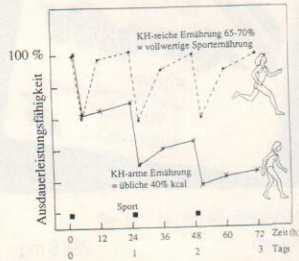 KH-reiche Ernährung 65-70%
= vollwertige Sporternährung
100 %
Ausdauerleistungsfähigkeit
KH-arme Ernährung
= übliche 40% kcal
Sport
0 12 24 36 48 60 72 Zeit (h)
0 1 2 3 Tage